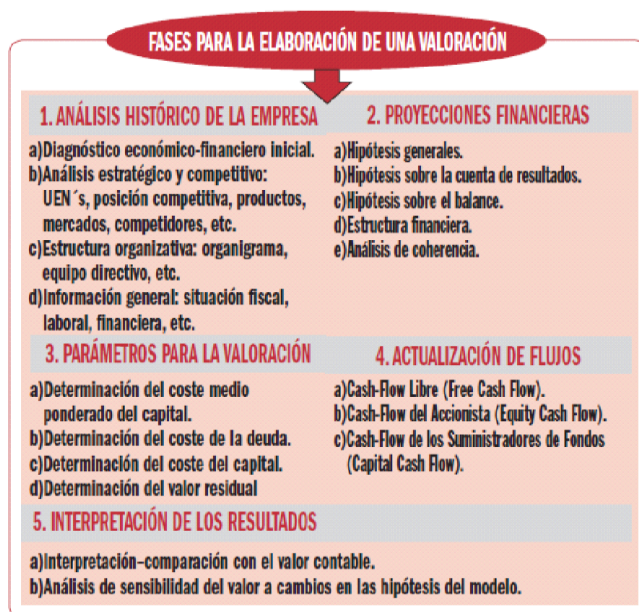 FASES PARA LA ELABORACIÓN DE UNA VALORACIÓN
1. ANÁLISIS HISTÓRICO DE LA EMPRESA
a)Diagnóstico económico-financiero inicial.
b)Análisis estratégico y competitivo:
UEN´s, posición competitiva, productos,
mercados, competidores, etc.
c)Estructura organizativa: organigrama,
equipo directivo, etc.
d)Información general: situación fiscal,
laboral, financiera, etc.
2. PROYECCIONES FINANCIERAS
a)Hipótesis generales.
b)Hipótesis sobre la cuenta de resultados.
c)Hipótesis sobre el balance.
d)Estructura financiera.
e)Análisis de coherencia.
3. PARÁMETROS PARA LA VALORACIÓN
a)Determinación del coste medio
ponderado del capital.
b)Determinación del coste de la deuda.
c)Determinación del coste del capital.
d)Determinación del valor residual
4. ACTUALIZACIÓN DE FLUJOS
a)Cash-Flow Libre (Free Cash Flow).
b)Cash-Flow del Accionista (Equity Cash Flow).
c)Cash-Flow de los Suministradores de Fondos
(Capital Cash Flow).
5. INTERPRETACIÓN DE LOS RESULTADOS
a)Interpretación–comparación con el valor contable.
b)Análisis de sensibilidad del valor a cambios en las hipótesis del modelo.